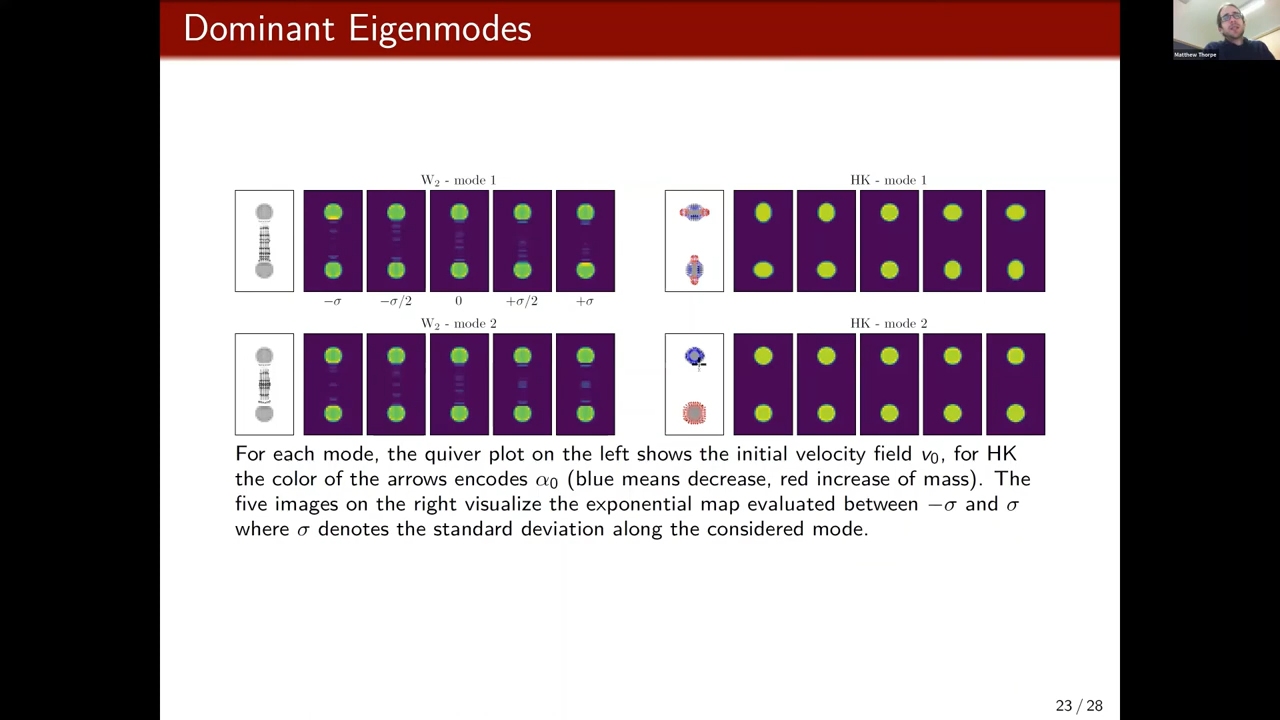 Dominant Eigenmodes
Matthew Thorpe
W₂ - mode 1
HK - mode 1
−σ −σ/2 0 +σ/2 +σ
W₂ - mode 2
HK - mode 2
For each mode, the quiver plot on the left shows the initial velocity field v₀, for HK
the color of the arrows encodes α₀ (blue means decrease, red increase of mass). The
five images on the right visualize the exponential map evaluated between −σ and σ
where σ denotes the standard deviation along the considered mode.
23 / 28